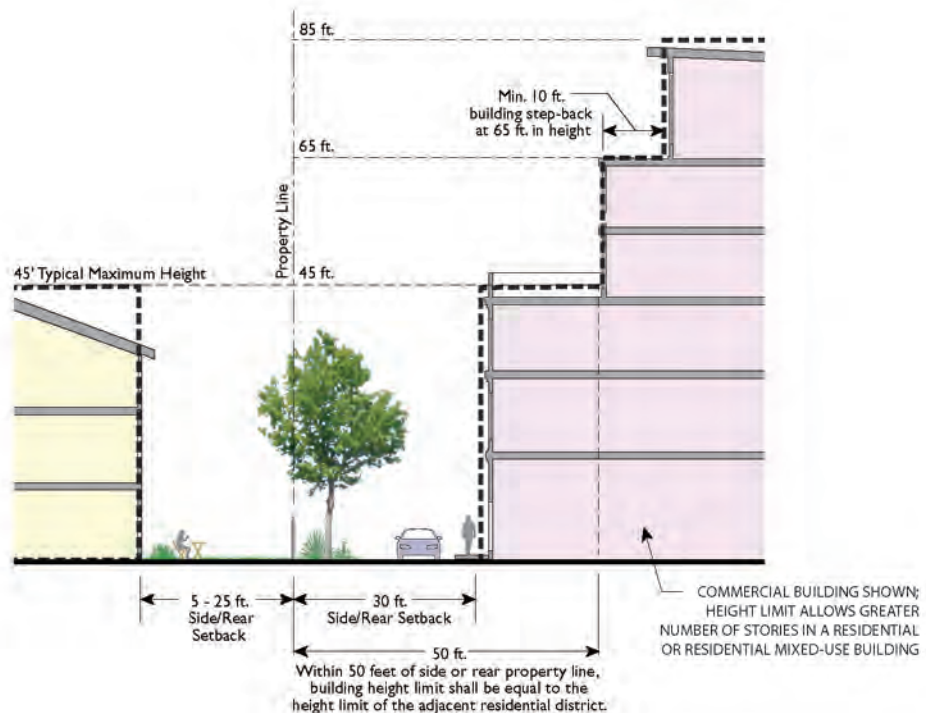 85 ft.
Min. 10 ft.
building step-back
at 65 ft. in height
65 ft.
Property Line
45' Typical Maximum Height
45 ft.
5 - 25 ft.
Side/Rear
Setback
30 ft.
Side/Rear Setback
COMMERCIAL BUILDING SHOWN;
HEIGHT LIMIT ALLOWS GREATER
NUMBER OF STORIES IN A RESIDENTIAL
OR RESIDENTIAL MIXED-USE BUILDING
50 ft.
Within 50 feet of side or rear property line,
building height limit shall be equal to the
height limit of the adjacent residential district.